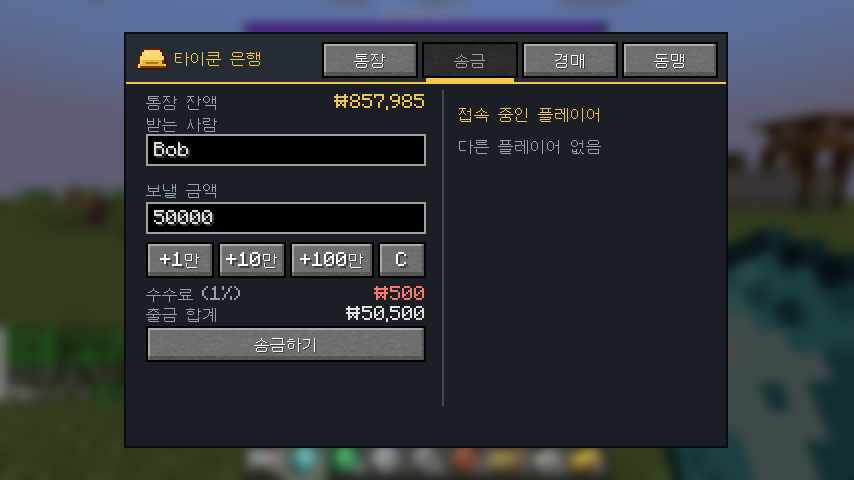 타이쿤 은행
통장
송금
경매
동맹
통장 잔액 ₩857,985
받는 사람
Bob
보낼 금액
50000
+1만 +10만 +100만 C
수수료 (1%) ₩500
출금 합계 ₩50,500
송금하기
접속 중인 플레이어
다른 플레이어 없음